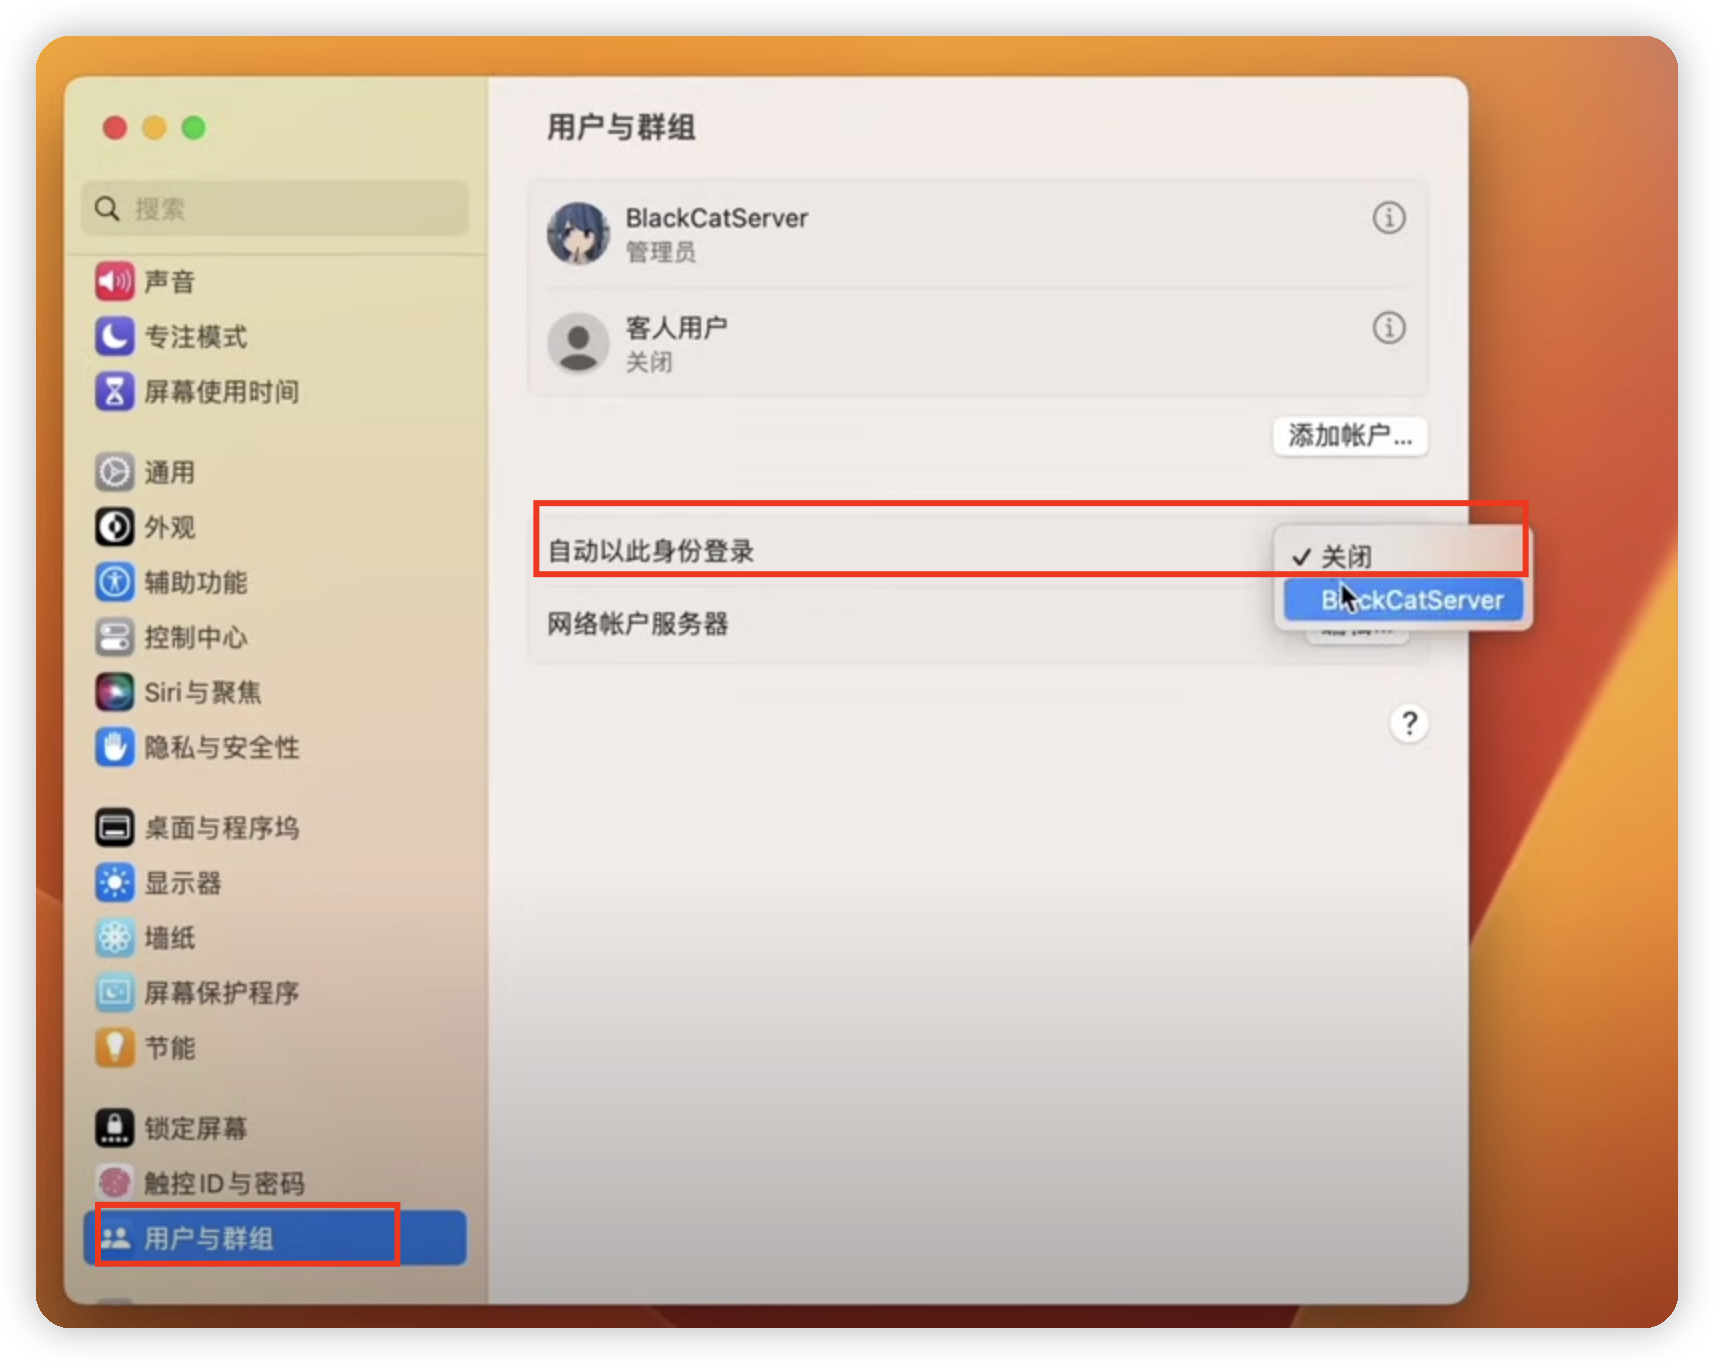 搜索
声音
专注模式
屏幕使用时间
通用
外观
辅助功能
控制中心
Siri与聚焦
隐私与安全性
桌面与程序坞
显示器
墙纸
屏幕保护程序
节能
锁定屏幕
触控ID与密码
用户与群组
用户与群组
BlackCatServer
管理员
客人用户
关闭
添加帐户...
自动以此身份登录
✓ 关闭
BlackCatServer
网络帐户服务器
?